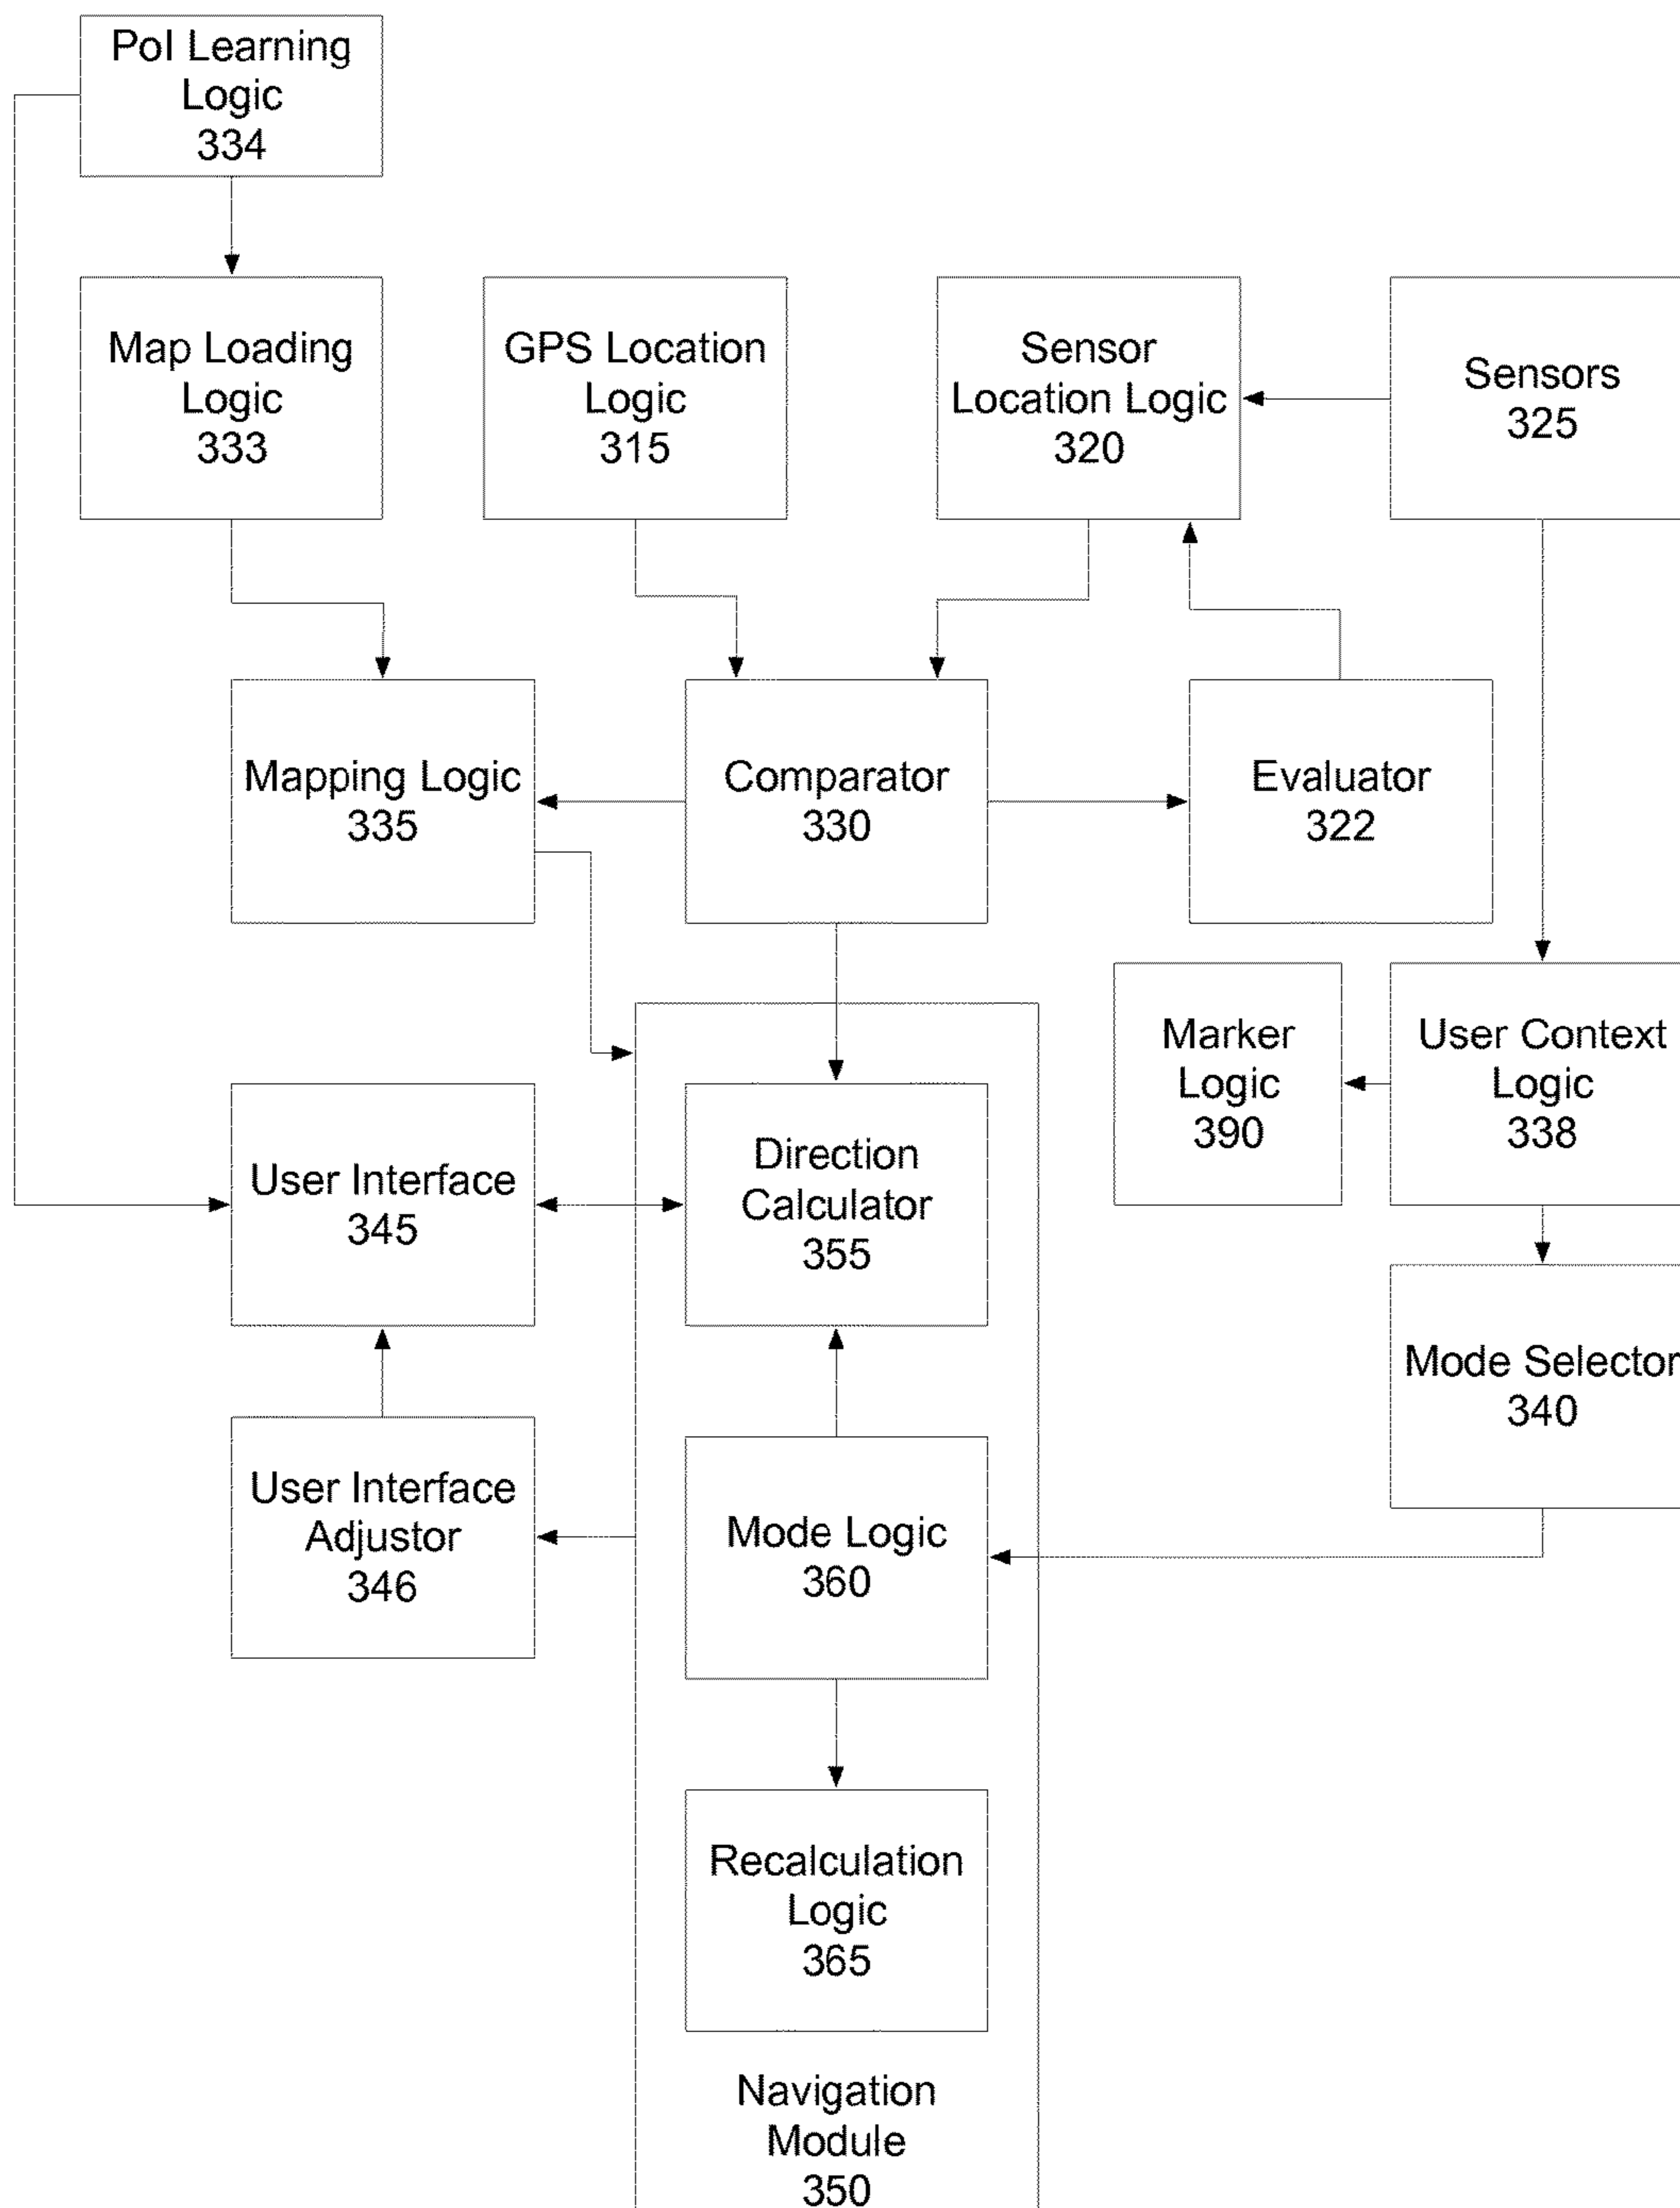 PoI Learning
Logic
334
Map Loading
Logic
333
GPS Location
Logic
315
Sensor
Location Logic
320
Sensors
325
Mapping Logic
335
Comparator
330
Evaluator
322
Marker
Logic
390
User Context
Logic
338
User Interface
345
Direction
Calculator
355
Mode Selector
340
User Interface
Adjustor
346
Mode Logic
360
Recalculation
Logic
365
Navigation
Module
350